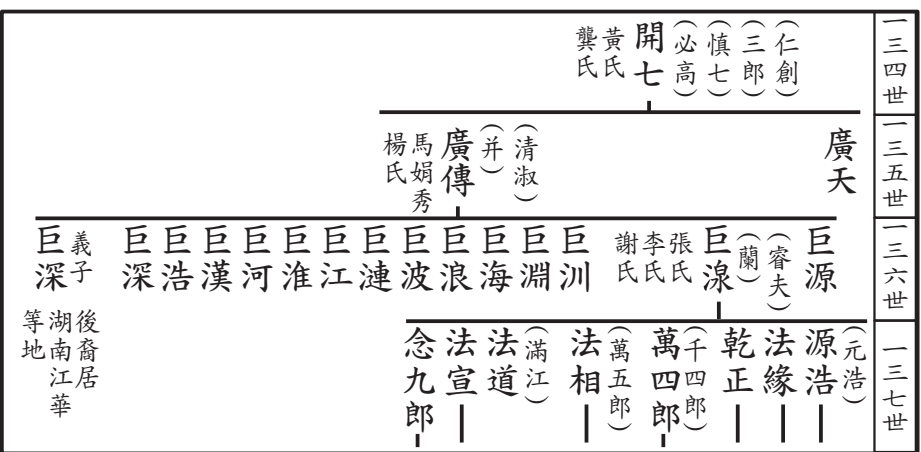 一三四世
（仁創）
（三郎）
（慎七）
（必高）
開七
黃氏
龔氏
一三五世
廣天
（清淑）
（并）
廣傳
馬娟秀
楊氏
一三六世
巨源
（睿夫）
（蘭）
巨湶
張氏
李氏
謝氏
巨汌
巨淵
巨海
巨浪
巨波
巨連
巨江
巨淮
巨河
巨漢
巨浩
巨深
義子
巨深
後裔居
湖南江華
等地
一三七世
（元浩）
源浩
法緣
乾正
（千四郎）
萬四郎
（萬五郎）
法相
（滿江）
法道
法宣
念九郎